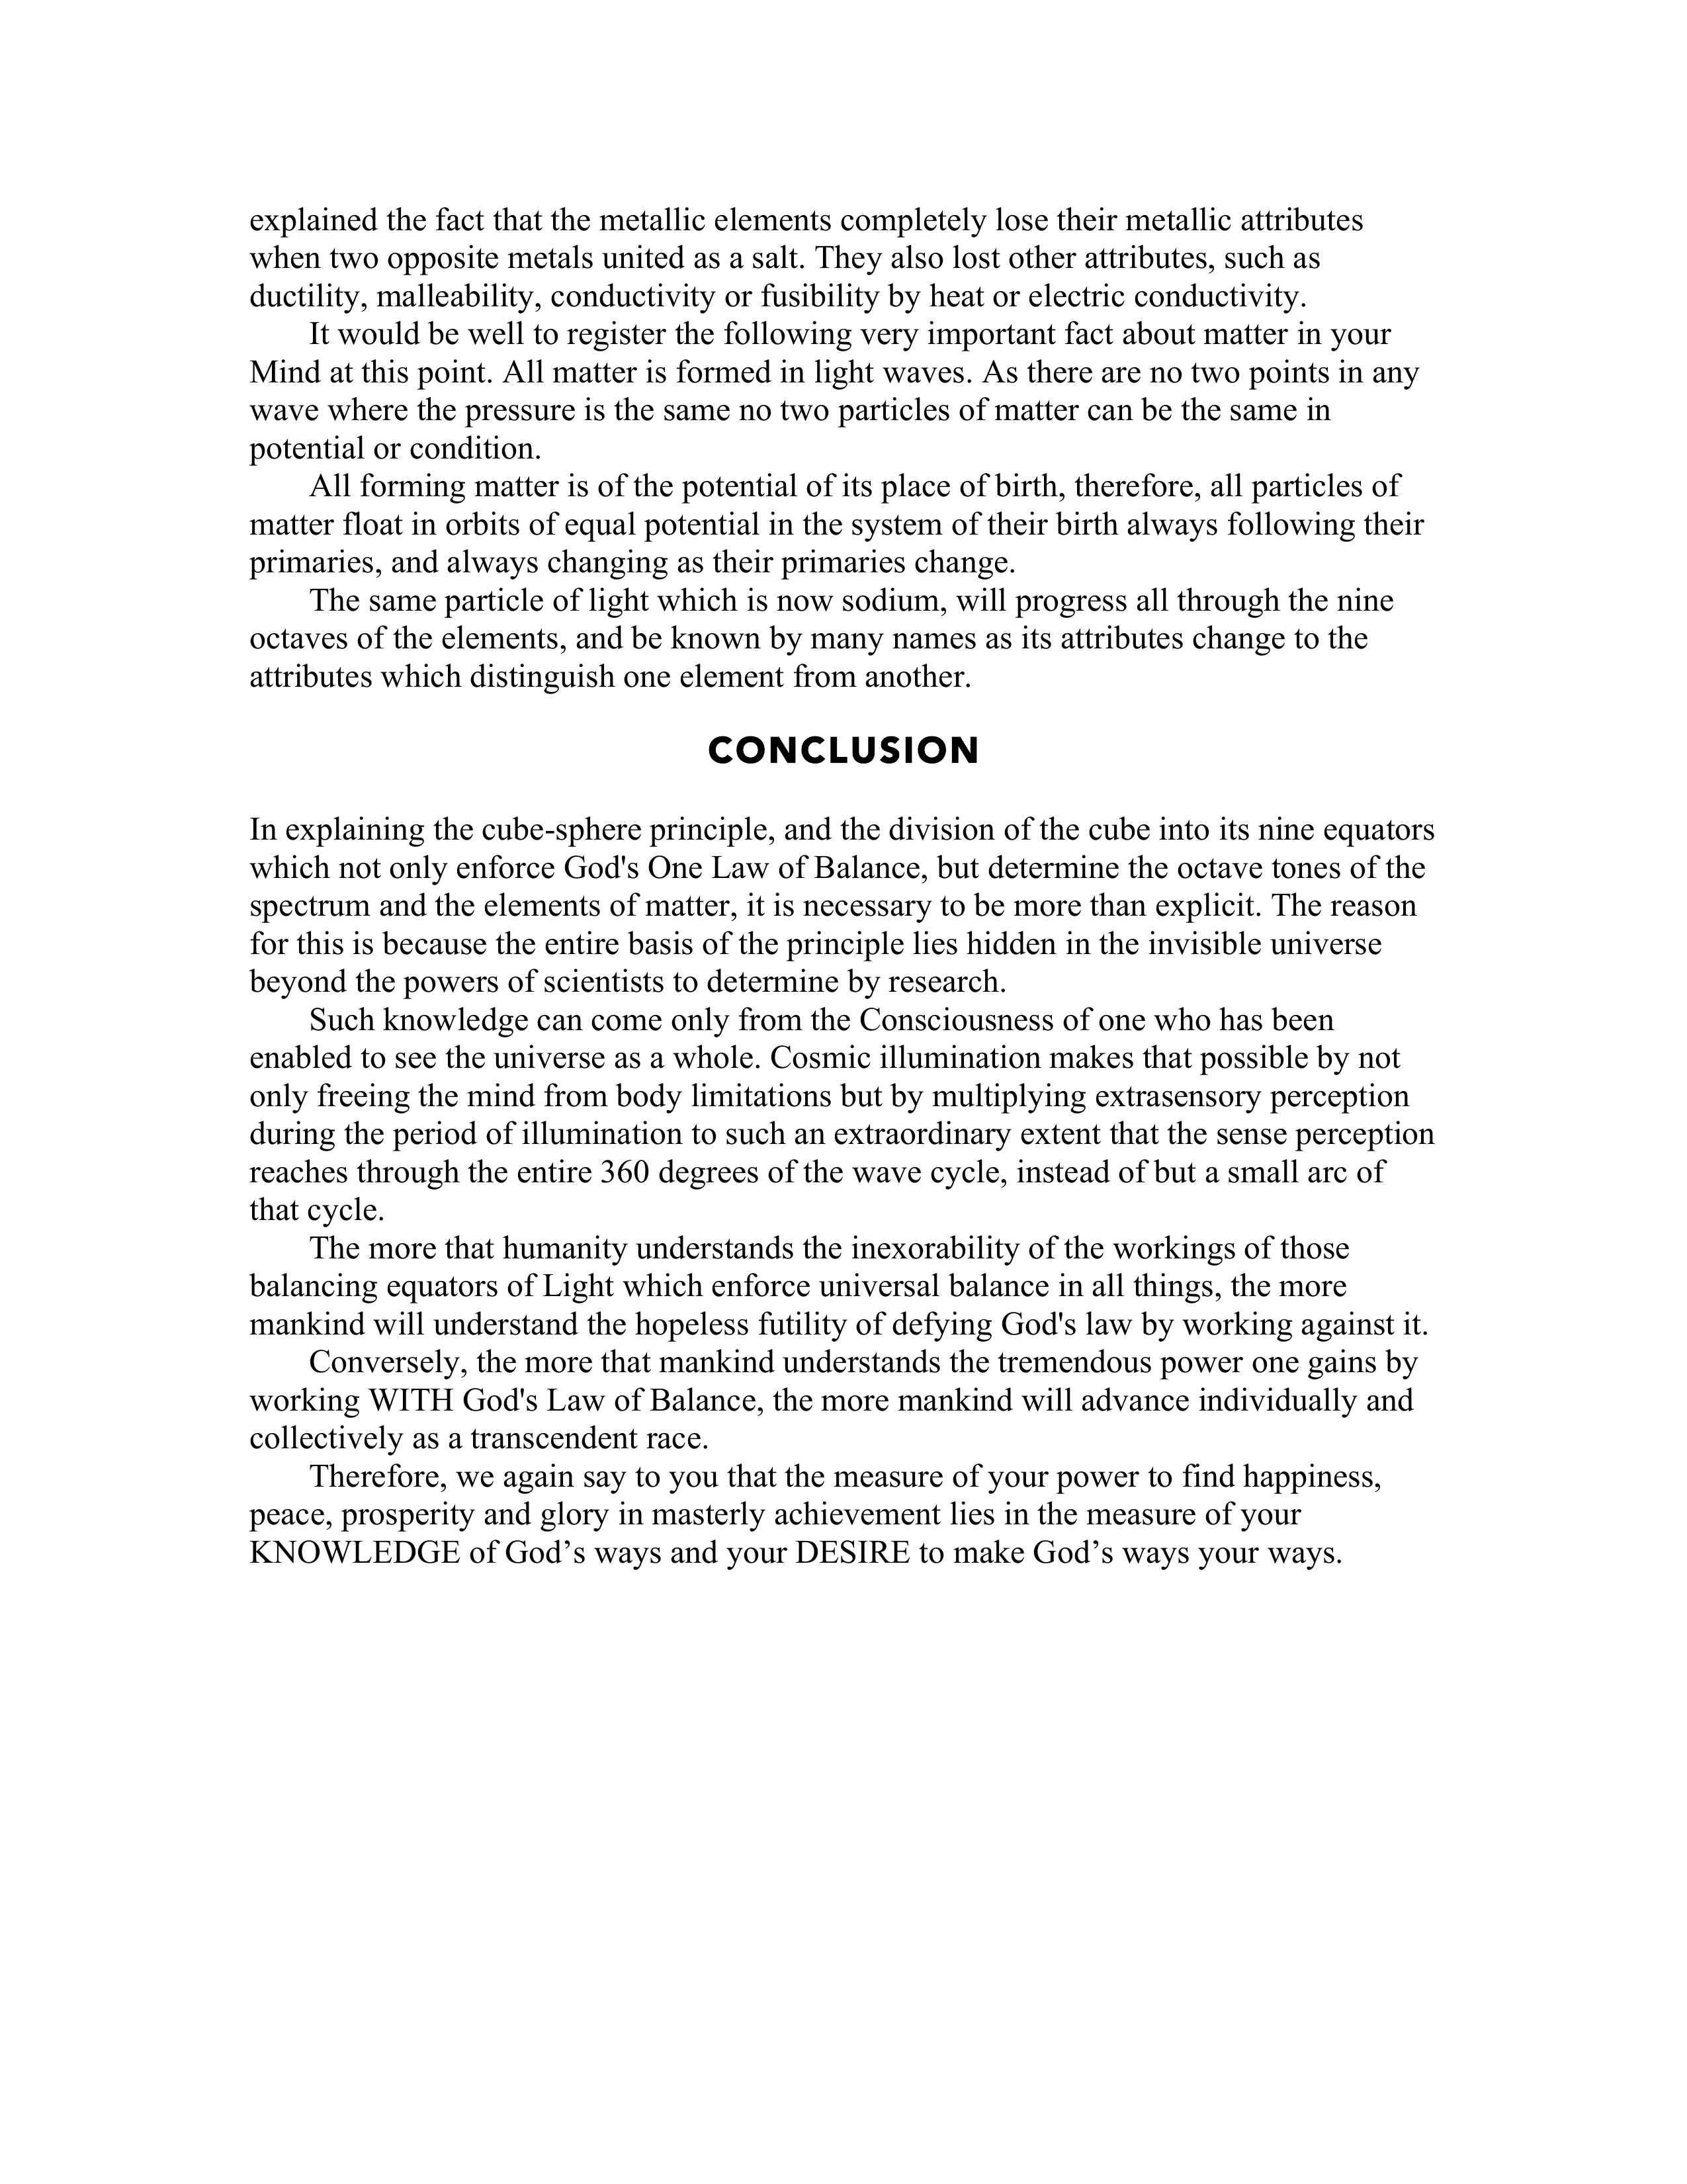 explained the fact that the metallic elements completely lose their metallic attributes
when two opposite metals united as a salt. They also lost other attributes, such as
ductility, malleability, conductivity or fusibility by heat or electric conductivity.
It would be well to register the following very important fact about matter in your
Mind at this point. All matter is formed in light waves. As there are no two points in any
wave where the pressure is the same no two particles of matter can be the same in
potential or condition.
All forming matter is of the potential of its place of birth, therefore, all particles of
matter float in orbits of equal potential in the system of their birth always following their
primaries, and always changing as their primaries change.
The same particle of light which is now sodium, will progress all through the nine
octaves of the elements, and be known by many names as its attributes change to the
attributes which distinguish one element from another.
CONCLUSION
In explaining the cube-sphere principle, and the division of the cube into its nine equators
which not only enforce God's One Law of Balance, but determine the octave tones of the
spectrum and the elements of matter, it is necessary to be more than explicit. The reason
for this is because the entire basis of the principle lies hidden in the invisible universe
beyond the powers of scientists to determine by research.
Such knowledge can come only from the Consciousness of one who has been
enabled to see the universe as a whole. Cosmic illumination makes that possible by not
only freeing the mind from body limitations but by multiplying extrasensory perception
during the period of illumination to such an extraordinary extent that the sense perception
reaches through the entire 360 degrees of the wave cycle, instead of but a small arc of
that cycle.
The more that humanity understands the inexorability of the workings of those
balancing equators of Light which enforce universal balance in all things, the more
mankind will understand the hopeless futility of defying God's law by working against it.
Conversely, the more that mankind understands the tremendous power one gains by
working WITH God's Law of Balance, the more mankind will advance individually and
collectively as a transcendent race.
Therefore, we again say to you that the measure of your power to find happiness,
peace, prosperity and glory in masterly achievement lies in the measure of your
KNOWLEDGE of God’s ways and your DESIRE to make God’s ways your ways.